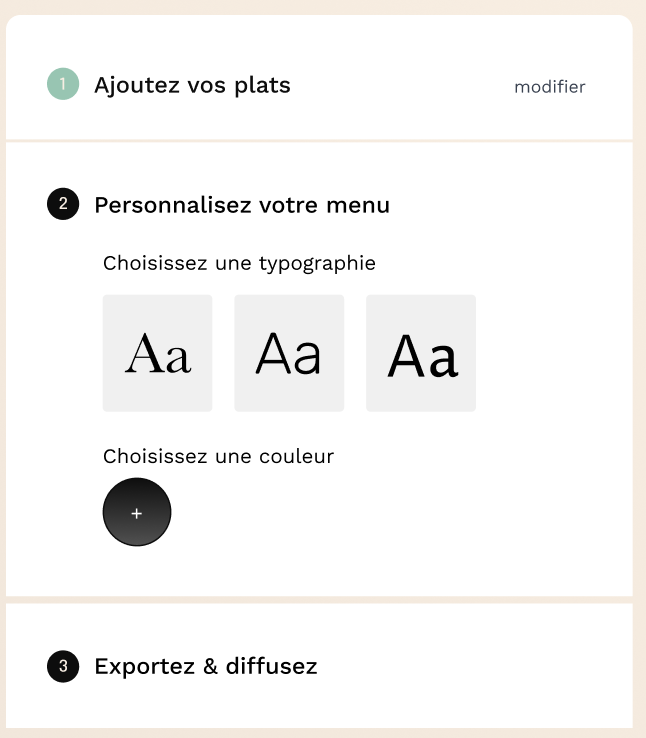 1 Ajoutez vos plats modifier
2 Personnalisez votre menu
Choisissez une typographie
Aa Aa Aa
Choisissez une couleur
+
3 Exportez & diffusez